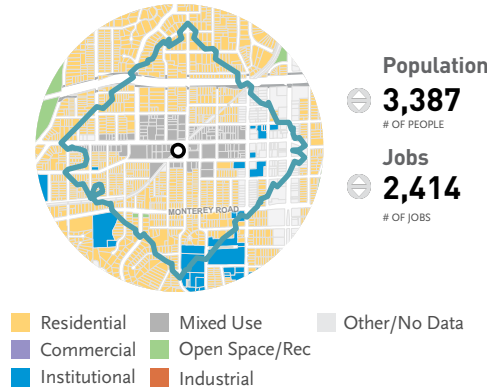 Population
3,387
# OF PEOPLE
Jobs
2,414
# OF JOBS
MONTEREY ROAD
Residential
Mixed Use
Other/No Data
Commercial
Open Space/Rec
Institutional
Industrial